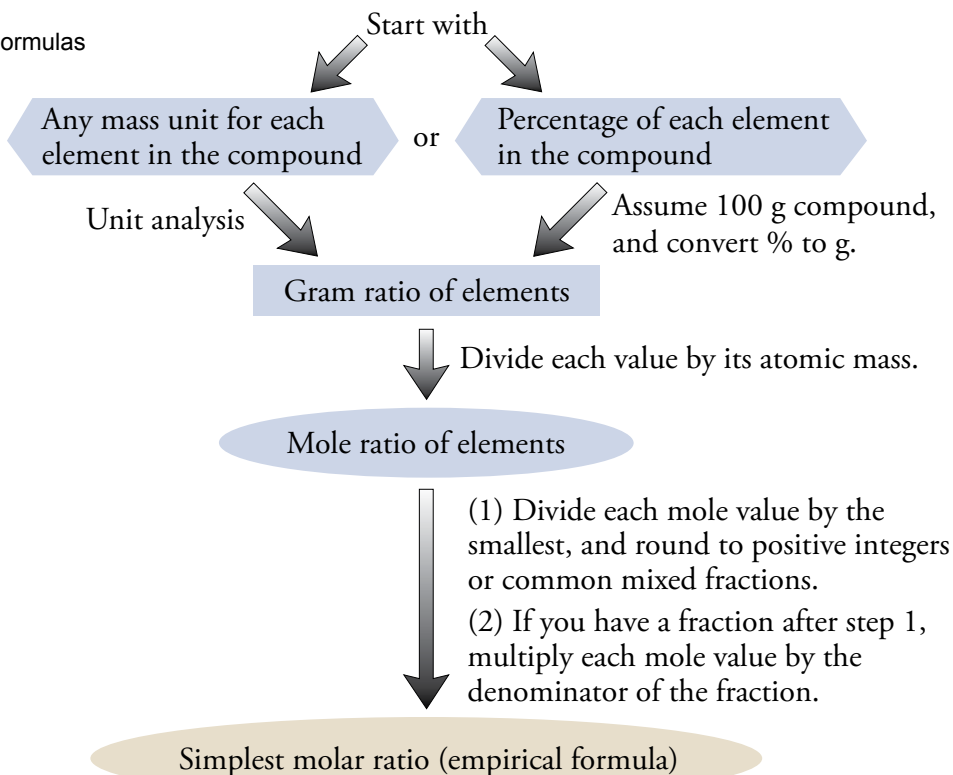 Start with
ormulas
Any mass unit for each
element in the compound
or
Percentage of each element
in the compound
Unit analysis
Assume 100 g compound,
and convert % to g.
Gram ratio of elements
Divide each value by its atomic mass.
Mole ratio of elements
(1) Divide each mole value by the
smallest, and round to positive integers
or common mixed fractions.
(2) If you have a fraction after step 1,
multiply each mole value by the
denominator of the fraction.
Simplest molar ratio (empirical formula)